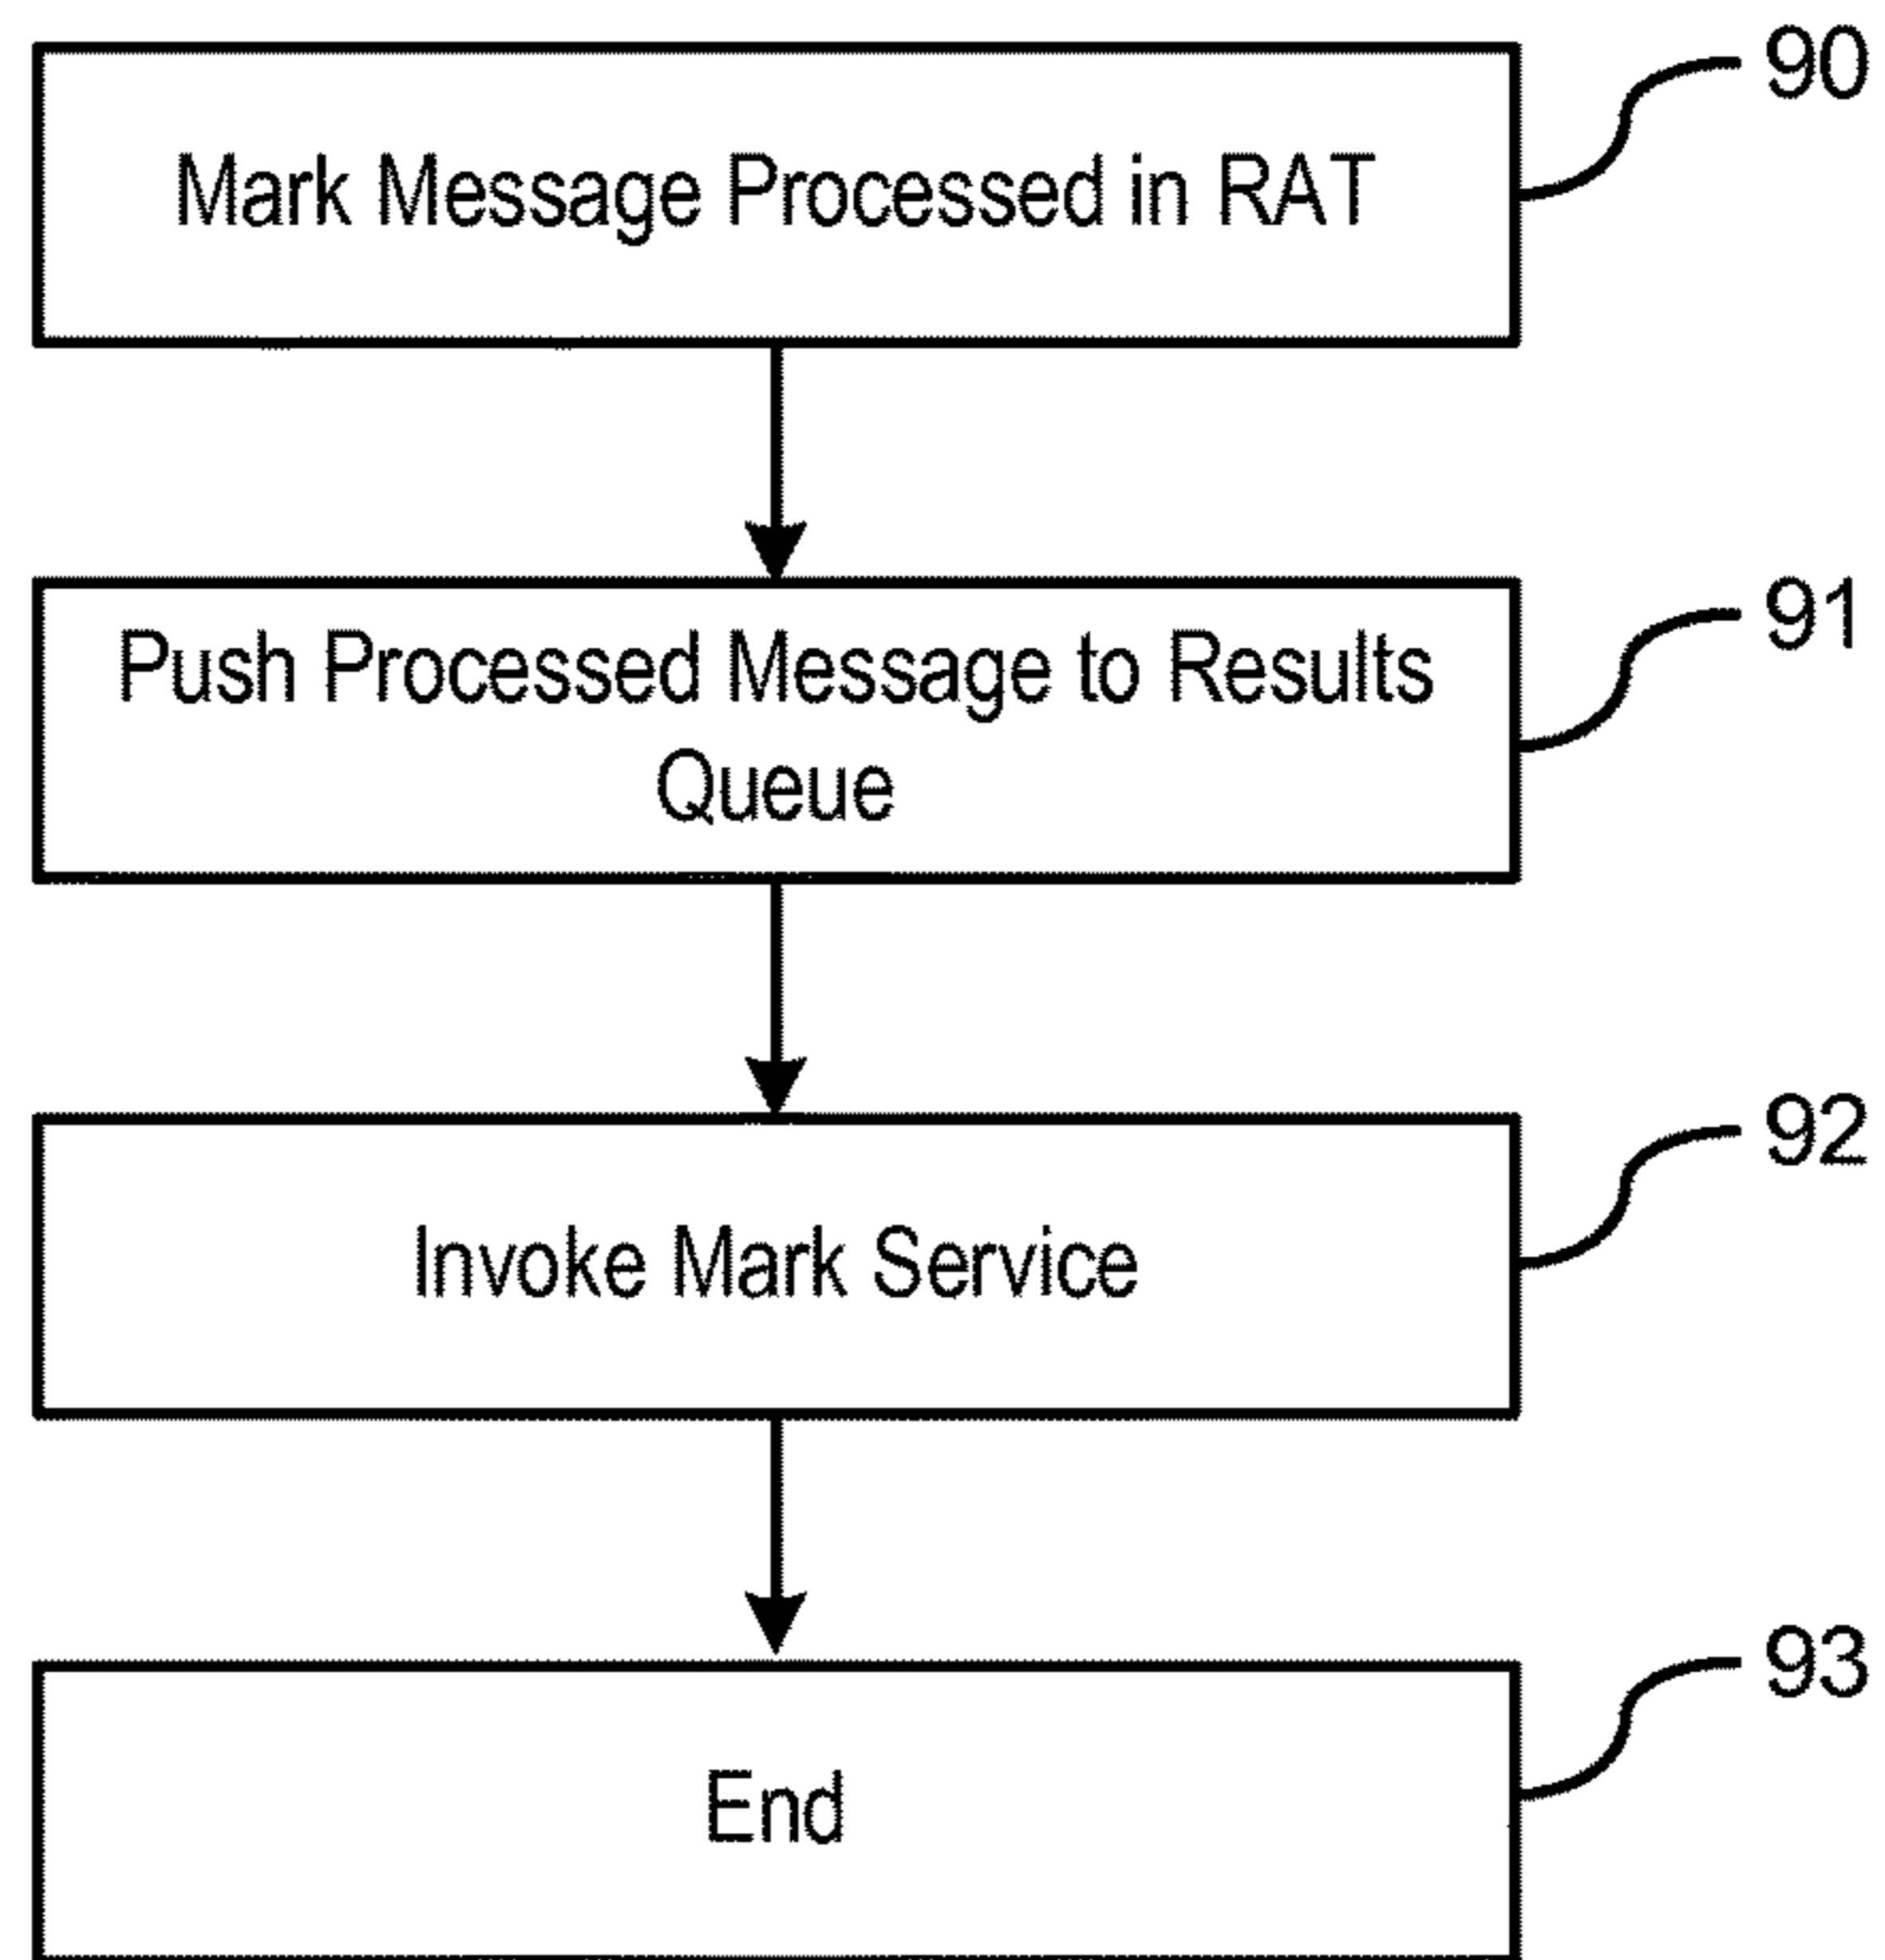 90
Mark Message Processed in RAT
91
Push Processed Message to Results
Queue
92
Invoke Mark Service
93
End